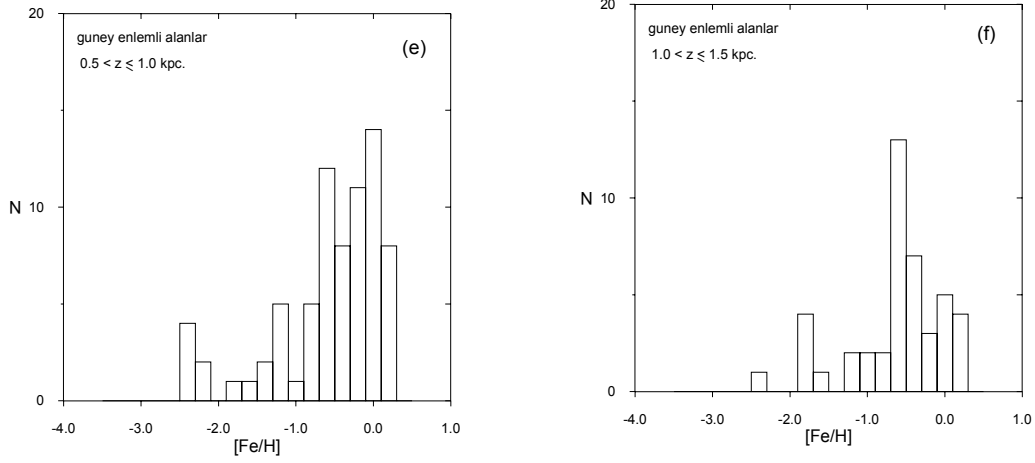 20
guney enlemli alanlar
(e)
0.5 < z ⩽ 1.0 kpc.
N
10
0
-4.0 -3.0 -2.0 -1.0 0.0 1.0
[Fe/H]
20
guney enlemli alanlar
(f)
1.0 < z ⩽ 1.5 kpc.
N
10
0
-4.0 -3.0 -2.0 -1.0 0.0 1.0
[Fe/H]